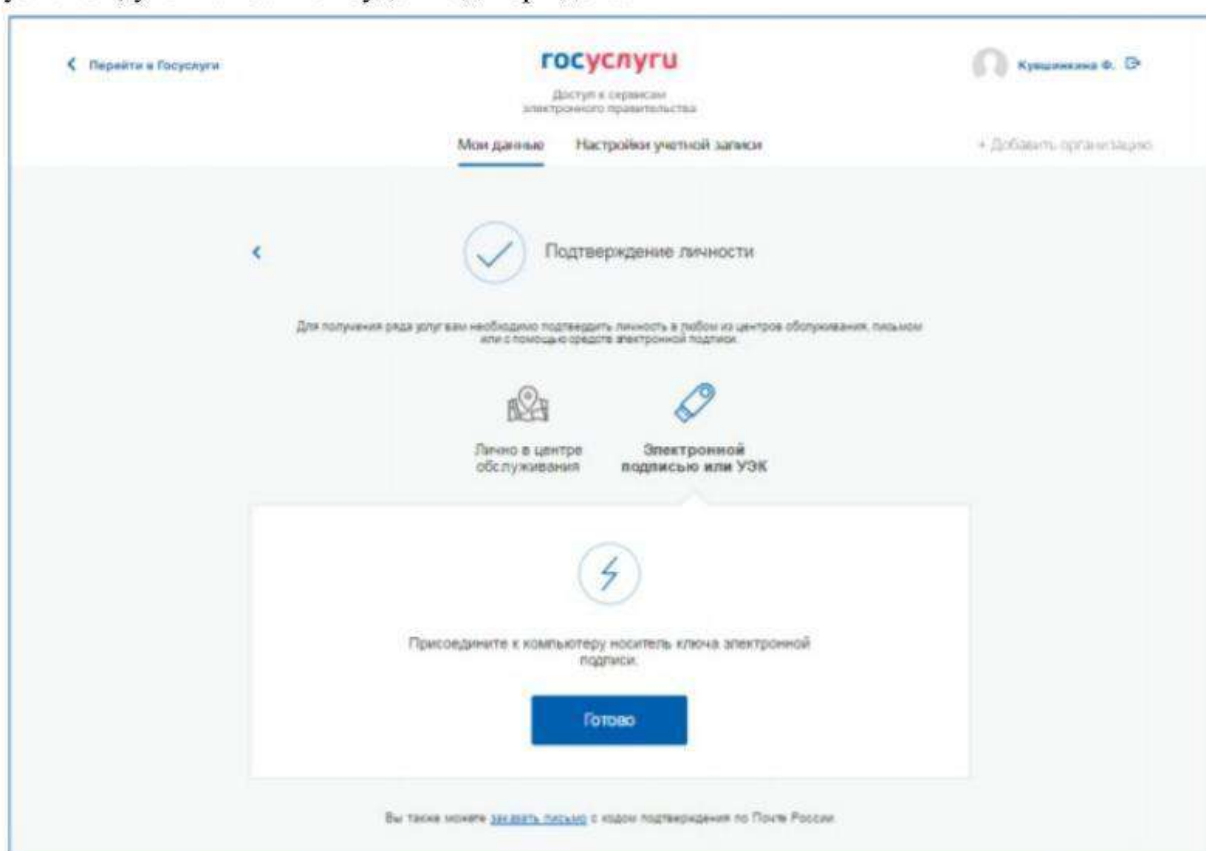 Перейти в Госуслуги
госуслуги
Кувшинкина Ф.
Доступ к сервисам
электронного правительства
Мои данные Настройки учетной записи
+ Добавить организацию
Подтверждение личности
Для получения ряда услуг вам необходимо подтвердить личность в любом из центров обслуживания, письмом
или с помощью средств электронной подписи.
Лично в центре
обслуживания
Электронной
подписью или УЭК
Присоедините к компьютеру носитель ключа электронной
подписи.
Готово
Вы также можете заказать письмо с кодом подтверждения по Почте России